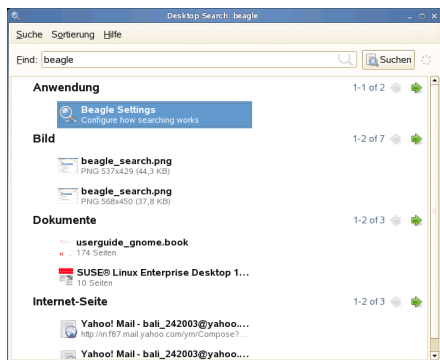 Desktop Search: beagle
Suche Sortierung Hilfe
Find: beagle Suchen
Anwendung 1-1 of 2
Beagle Settings
Configure how searching works
Bild 1-2 of 7
beagle_search.png
PNG 537x429 (44,3 KB)
beagle_search.png
PNG 568x450 (37,8 KB)
Dokumente 1-2 of 3
userguide_gnome.book
174 Seiten
SUSE® Linux Enterprise Desktop 1...
10 Seiten
Internet-Seite 1-2 of 3
Yahoo! Mail - bali_242003@yahoo....
http://in.f87.mail.yahoo.com/ym/Compose?...
Yahoo! Mail - bali_242003@yahoo....